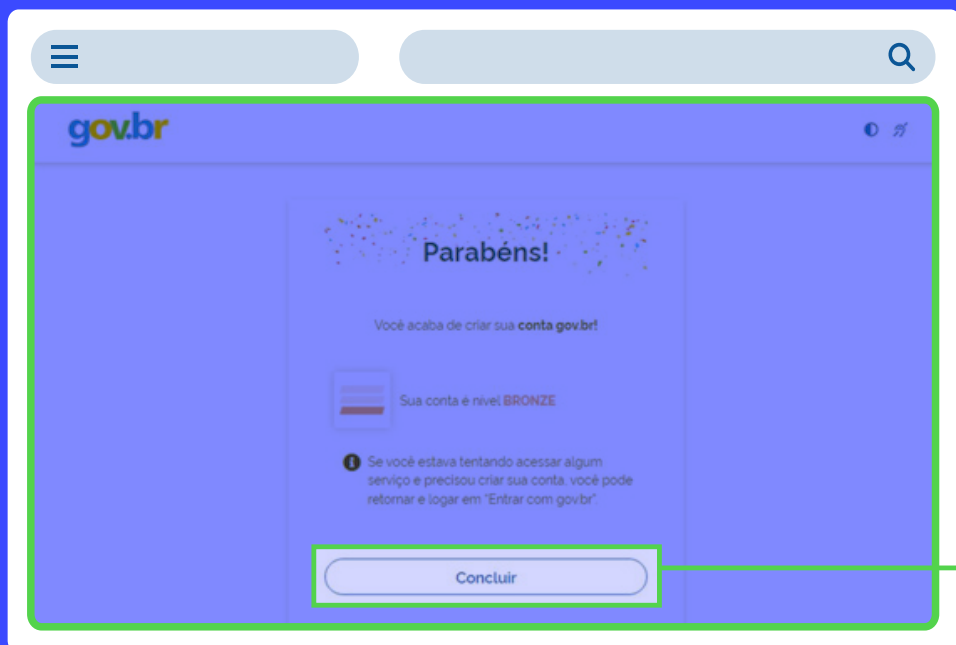 gov.br
Parabéns!
Você acaba de criar sua conta gov.br!
Sua conta é nível BRONZE
Se você estava tentando acessar algum
serviço e precisou criar sua conta, você pode
retornar e logar em “Entrar com gov.br”
Concluir